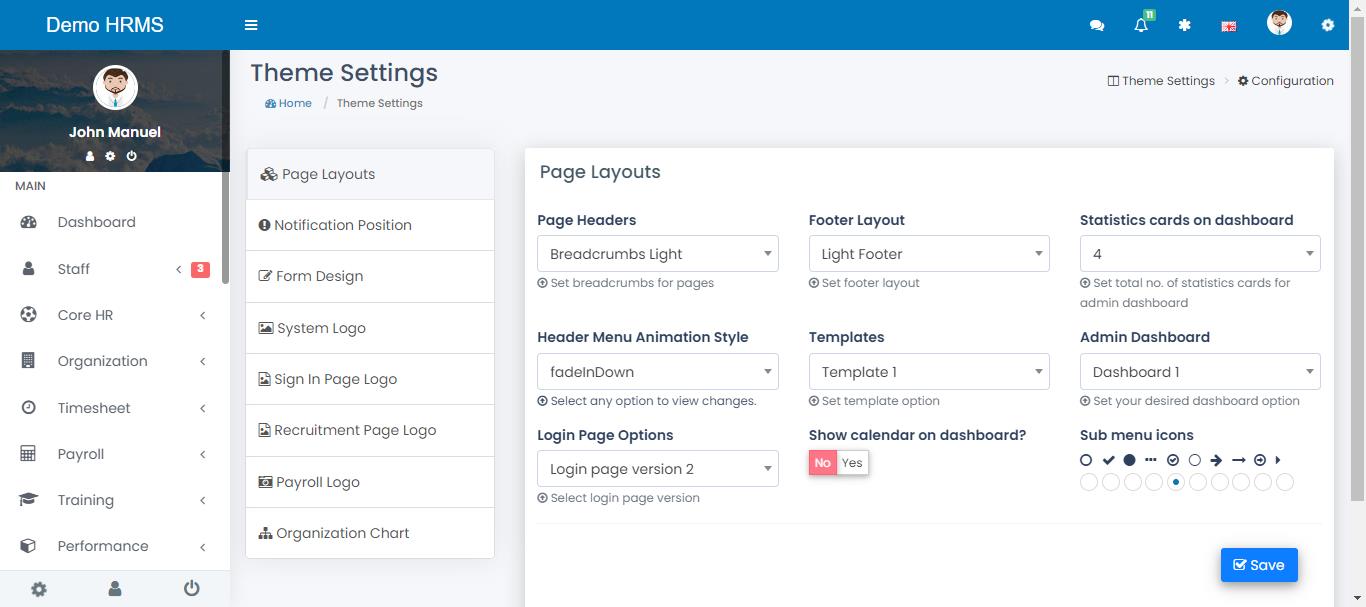 Demo HRMS
11
John Manuel
MAIN
Dashboard
Staff
3
Core HR
Organization
Timesheet
Payroll
Training
Performance
Theme Settings
Home / Theme Settings
Theme Settings > Configuration
Page Layouts
Notification Position
Form Design
System Logo
Sign In Page Logo
Recruitment Page Logo
Payroll Logo
Organization Chart
Page Layouts
Page Headers
Breadcrumbs Light
Set breadcrumbs for pages
Footer Layout
Light Footer
Set footer layout
Statistics cards on dashboard
4
Set total no. of statistics cards for
admin dashboard
Header Menu Animation Style
fadeInDown
Select any option to view changes.
Templates
Template 1
Set template option
Admin Dashboard
Dashboard 1
Set your desired dashboard option
Login Page Options
Login page version 2
Select login page version
Show calendar on dashboard?
No Yes
Sub menu icons
Save